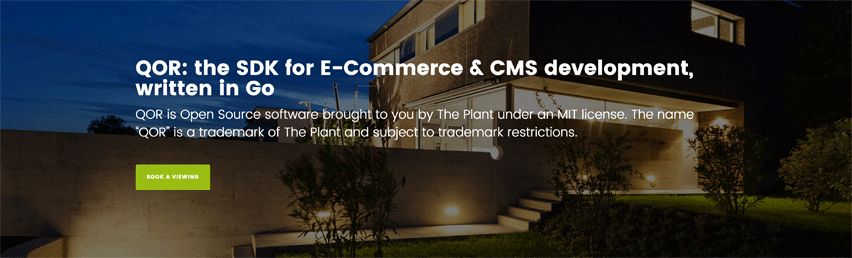 QOR: the SDK for E-Commerce & CMS development,
written in Go
QOR is Open Source software brought to you by The Plant under an MIT license. The name
"QOR" is a trademark of The Plant and subject to trademark restrictions.
BOOK A VIEWING